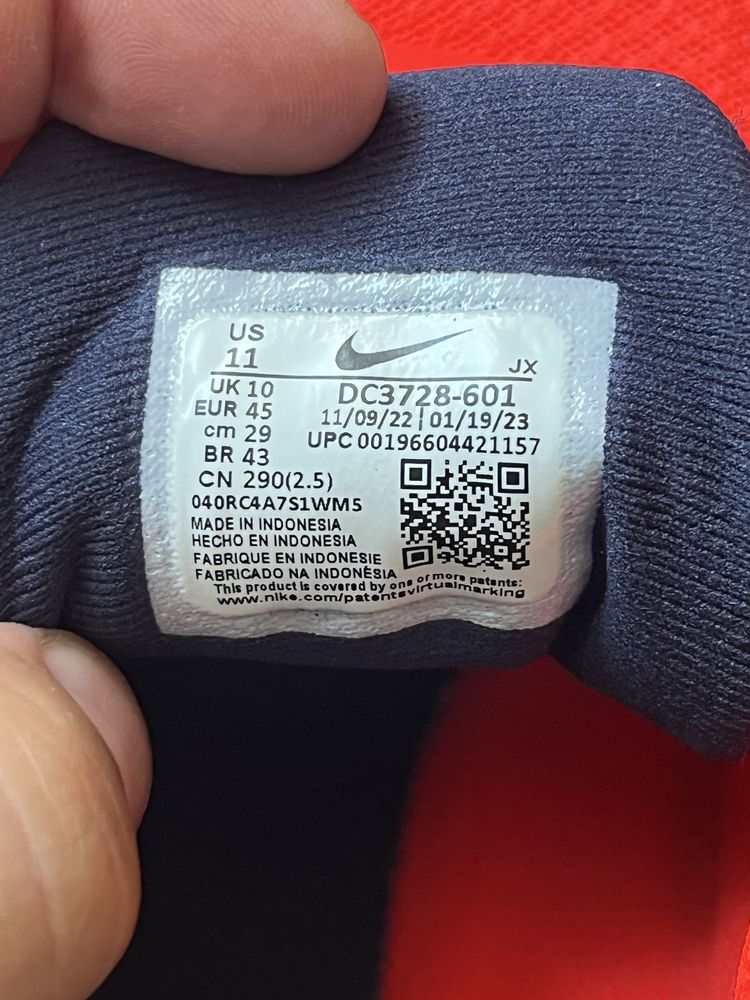 US
11
JX
UK 10
EUR 45
cm 29
BR 43
CN 290(2.5)
DC3728-601
11/09/22 | 01/19/23
UPC 00196604421157
040RC4A7S1WM5
MADE IN INDONESIA
HECHO EN INDONESIA
FABRIQUE EN INDONESIE
FABRICADO NA INDONÉSIA
This product is covered by one or more patents:
www.nike.com/patentsvirtualmarking